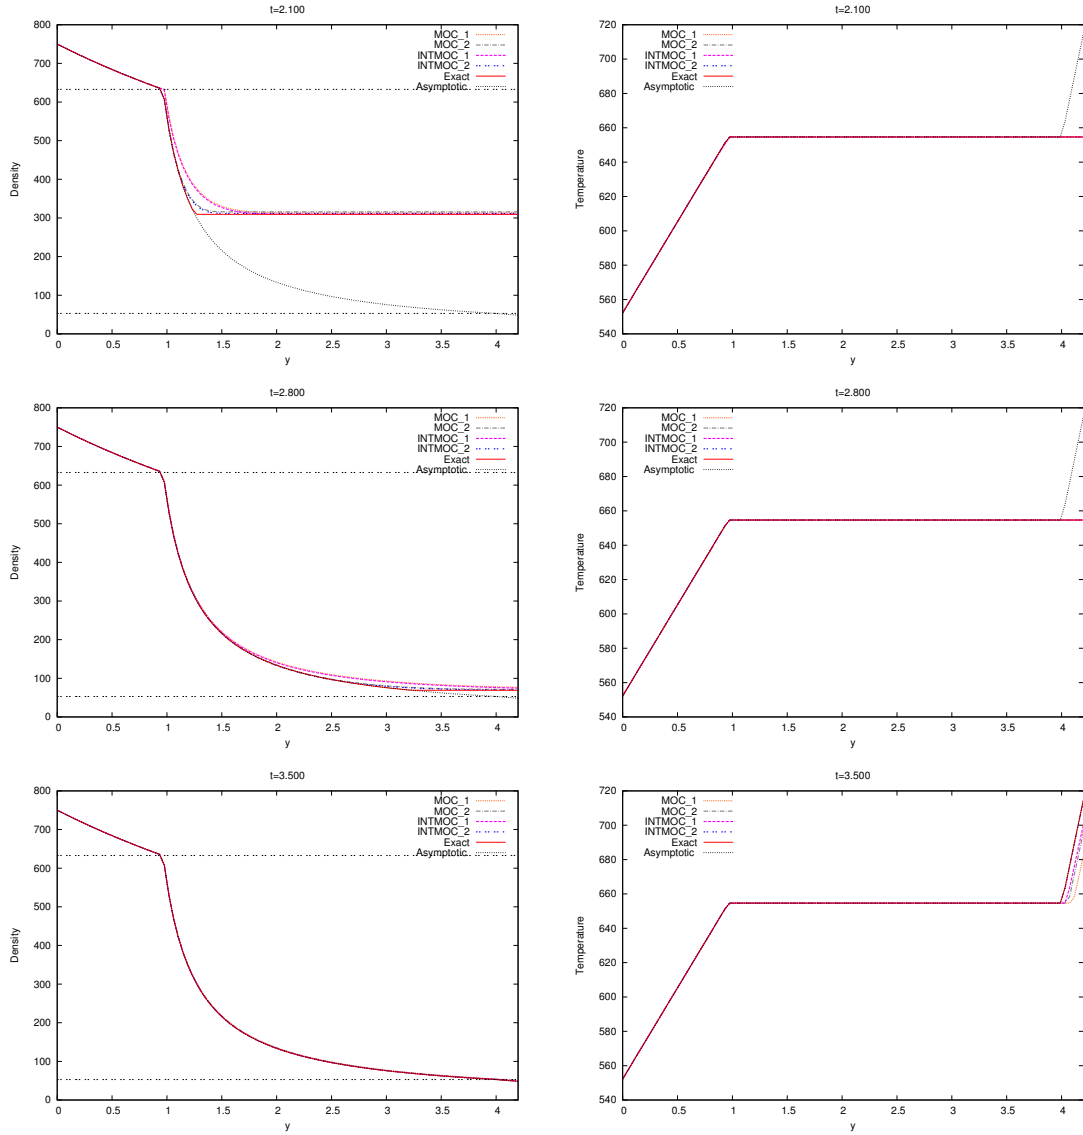 t=2.100
Density
800
700
600
500
400
300
200
100
0
MOC_1
MOC_2
INTMOC_1
INTMOC_2
Exact
Asymptotic
0 0.5 1 1.5 2 2.5 3 3.5 4
y
t=2.100
Temperature
720
700
680
660
640
620
600
580
560
540
MOC_1
MOC_2
INTMOC_1
INTMOC_2
Exact
Asymptotic
0 0.5 1 1.5 2 2.5 3 3.5 4
y
t=2.800
Density
800
700
600
500
400
300
200
100
0
MOC_1
MOC_2
INTMOC_1
INTMOC_2
Exact
Asymptotic
0 0.5 1 1.5 2 2.5 3 3.5 4
y
t=2.800
Temperature
720
700
680
660
640
620
600
580
560
540
MOC_1
MOC_2
INTMOC_1
INTMOC_2
Exact
Asymptotic
0 0.5 1 1.5 2 2.5 3 3.5 4
y
t=3.500
Density
800
700
600
500
400
300
200
100
0
MOC_1
MOC_2
INTMOC_1
INTMOC_2
Exact
Asymptotic
0 0.5 1 1.5 2 2.5 3 3.5 4
y
t=3.500
Temperature
720
700
680
660
640
620
600
580
560
540
MOC_1
MOC_2
INTMOC_1
INTMOC_2
Exact
Asymptotic
0 0.5 1 1.5 2 2.5 3 3.5 4
y